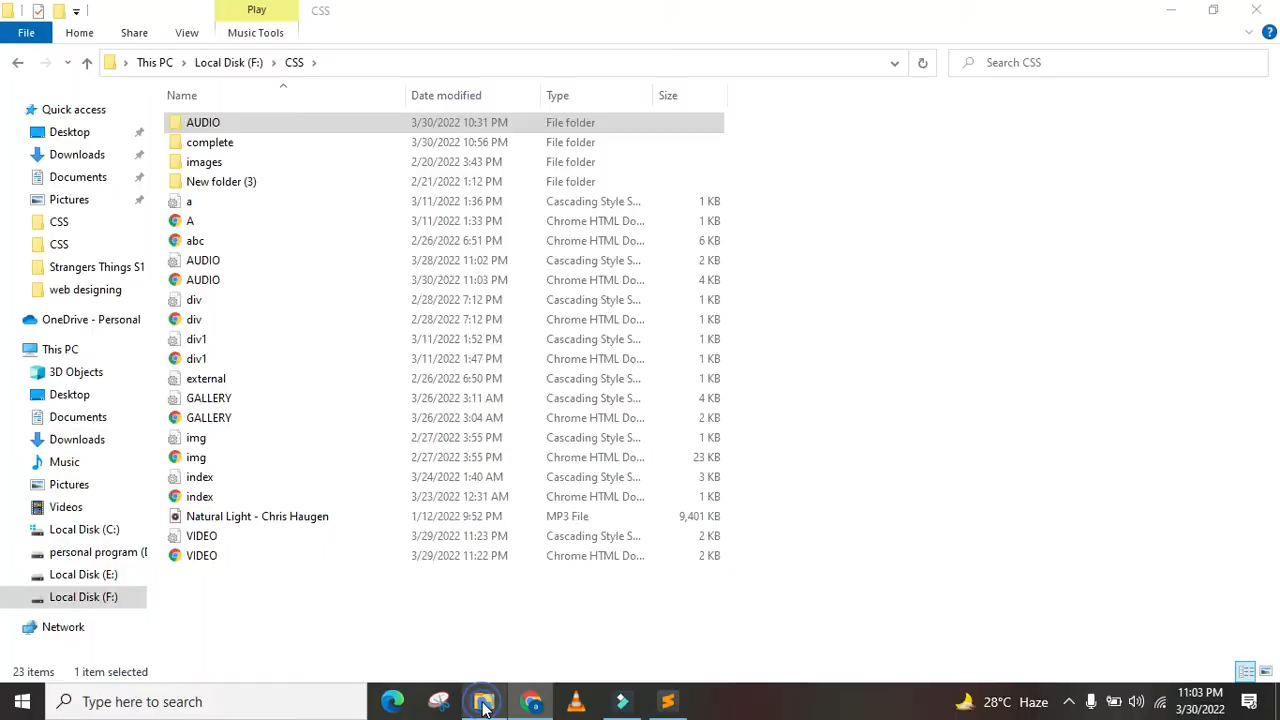 Play
CSS
File Home Share View Music Tools
This PC Local Disk (F:) CSS
Search CSS
Name Date modified Type Size
Quick access
Desktop
Downloads
Documents
Pictures
CSS
CSS
Strangers Things S1
web designing
OneDrive - Personal
This PC
3D Objects
Desktop
Documents
Downloads
Music
Pictures
Videos
Local Disk (C:)
personal program (D
Local Disk (E:)
Local Disk (F:)
Network
AUDIO 3/30/2022 10:31 PM File folder
complete 3/30/2022 10:56 PM File folder
images 2/20/2022 3:43 PM File folder
New folder (3) 2/21/2022 1:12 PM File folder
a 3/11/2022 1:36 PM Cascading Style S... 1 KB
A 3/11/2022 1:33 PM Chrome HTML Do... 1 KB
abc 2/26/2022 6:51 PM Chrome HTML Do... 6 KB
AUDIO 3/28/2022 11:02 PM Cascading Style S... 2 KB
AUDIO 3/30/2022 11:03 PM Chrome HTML Do... 4 KB
div 2/28/2022 7:12 PM Cascading Style S... 1 KB
div 2/28/2022 7:12 PM Chrome HTML Do... 1 KB
div1 3/11/2022 1:52 PM Cascading Style S... 1 KB
div1 3/11/2022 1:47 PM Chrome HTML Do... 1 KB
external 2/26/2022 6:50 PM Cascading Style S... 1 KB
GALLERY 3/26/2022 3:11 AM Cascading Style S... 4 KB
GALLERY 3/26/2022 3:04 AM Chrome HTML Do... 2 KB
img 2/27/2022 3:55 PM Cascading Style S... 1 KB
img 2/27/2022 3:55 PM Chrome HTML Do... 23 KB
index 3/24/2022 1:40 AM Cascading Style S... 3 KB
index 3/23/2022 12:31 AM Chrome HTML Do... 1 KB
Natural Light - Chris Haugen 1/12/2022 9:52 PM MP3 File 9,401 KB
VIDEO 3/29/2022 11:23 PM Cascading Style S... 2 KB
VIDEO 3/29/2022 11:22 PM Chrome HTML Do... 2 KB
23 items 1 item selected
Type here to search
28°C Haze
11:03 PM
3/30/2022